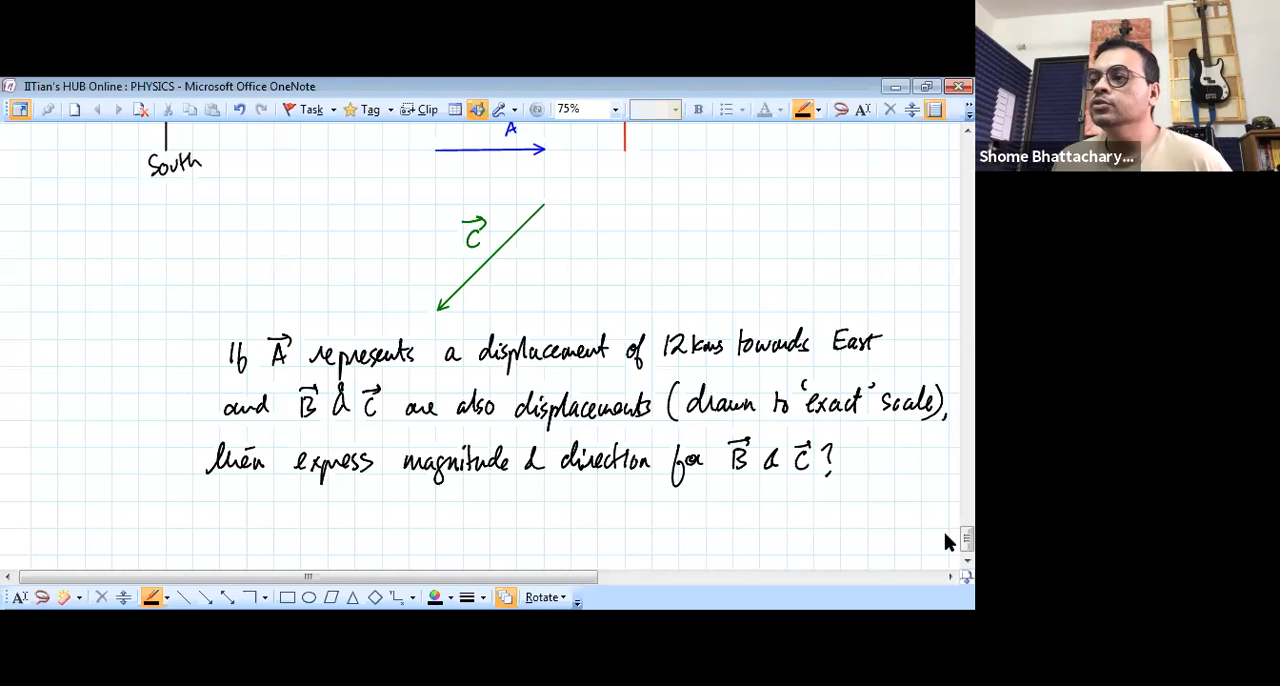 IITian's HUB Online : PHYSICS - Microsoft Office OneNote
Task Tag Clip 75% B A A
South
A
C
Shome Bhattachary...
If A represents a displacement of 12 kms towards East
and B & C are also displacements (drawn to 'exact' scale),
then express magnitude & direction for B & C ?
A Rotate